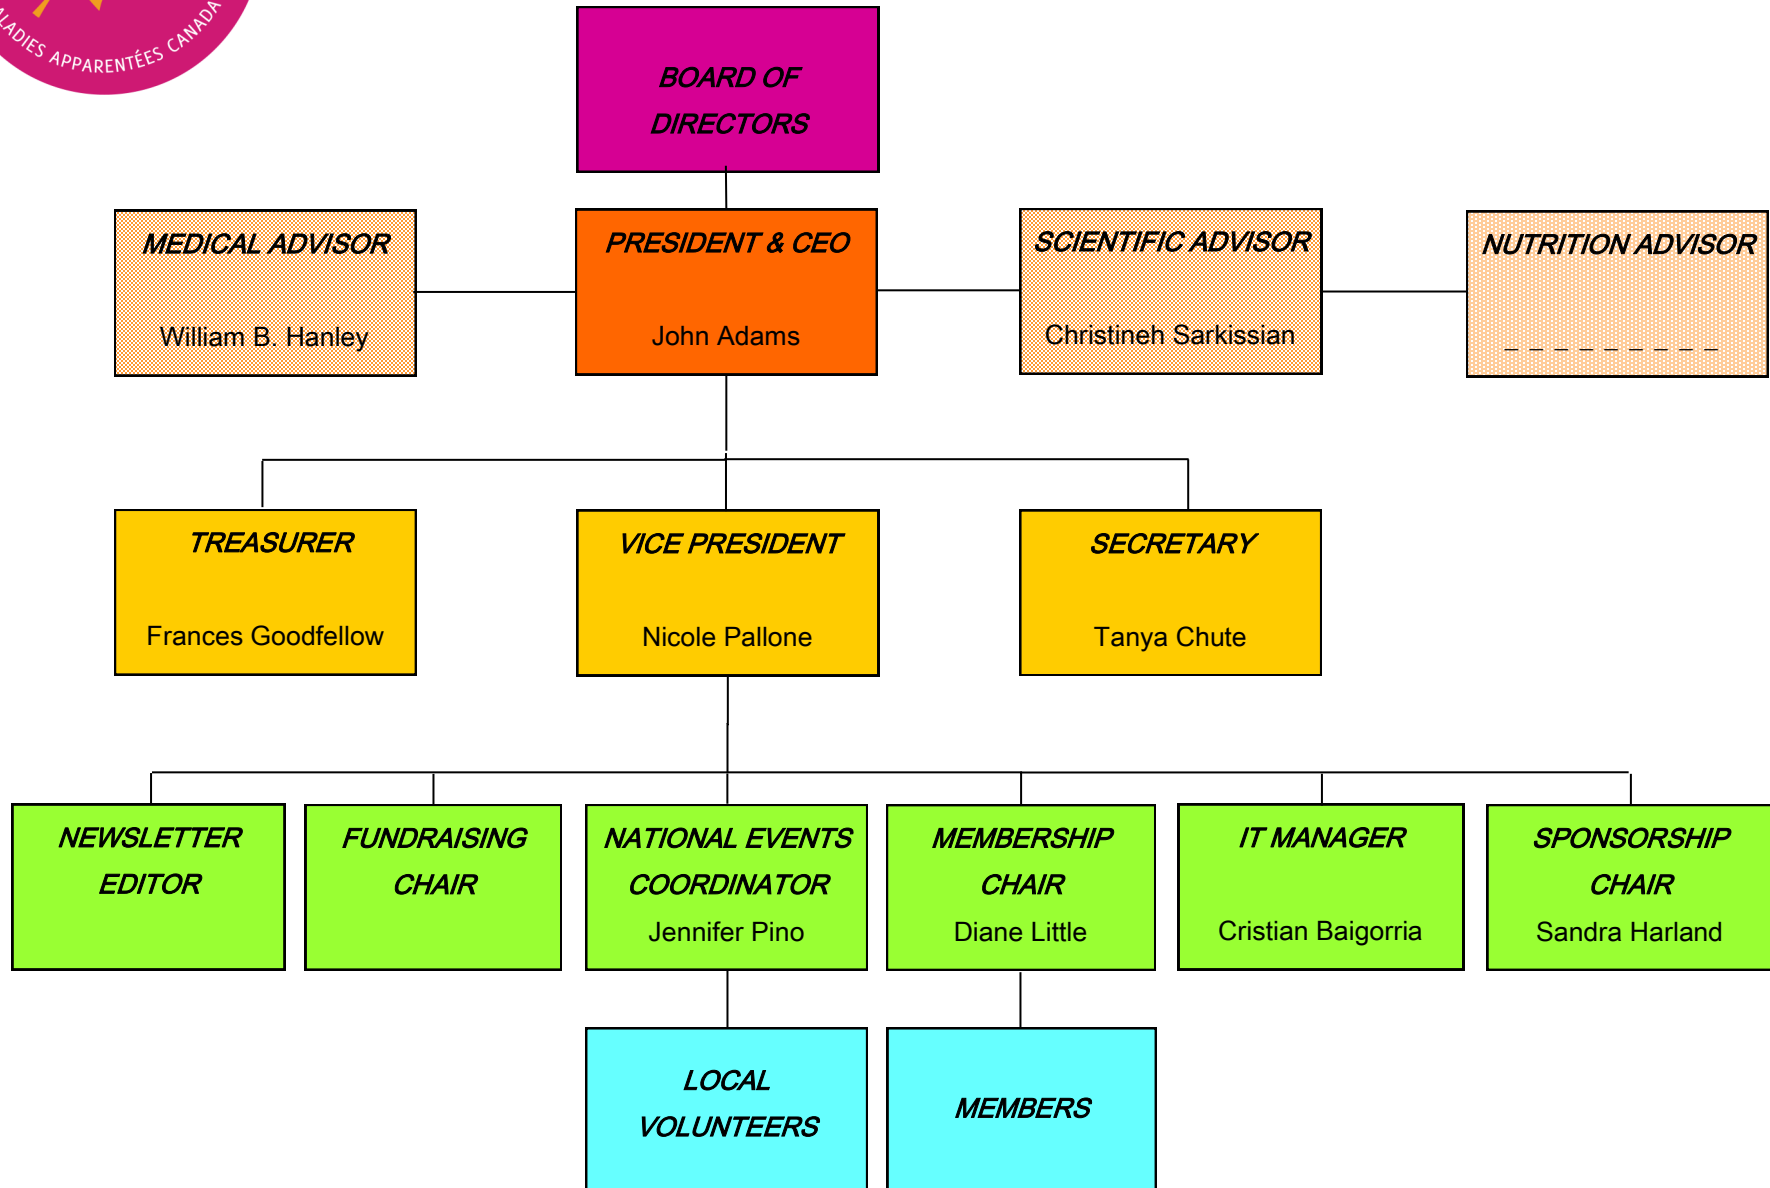 ALADIES APPARENTÉES CANADA
BOARD OF
DIRECTORS
MEDICAL ADVISOR
William B. Hanley
PRESIDENT & CEO
John Adams
SCIENTIFIC ADVISOR
Christineh Sarkissian
NUTRITION ADVISOR
_ _ _ _ _ _ _ _ _
TREASURER
Frances Goodfellow
VICE PRESIDENT
Nicole Pallone
SECRETARY
Tanya Chute
NEWSLETTER
EDITOR
FUNDRAISING
CHAIR
NATIONAL EVENTS
COORDINATOR
Jennifer Pino
MEMBERSHIP
CHAIR
Diane Little
IT MANAGER
Cristian Baigorria
SPONSORSHIP
CHAIR
Sandra Harland
LOCAL
VOLUNTEERS
MEMBERS